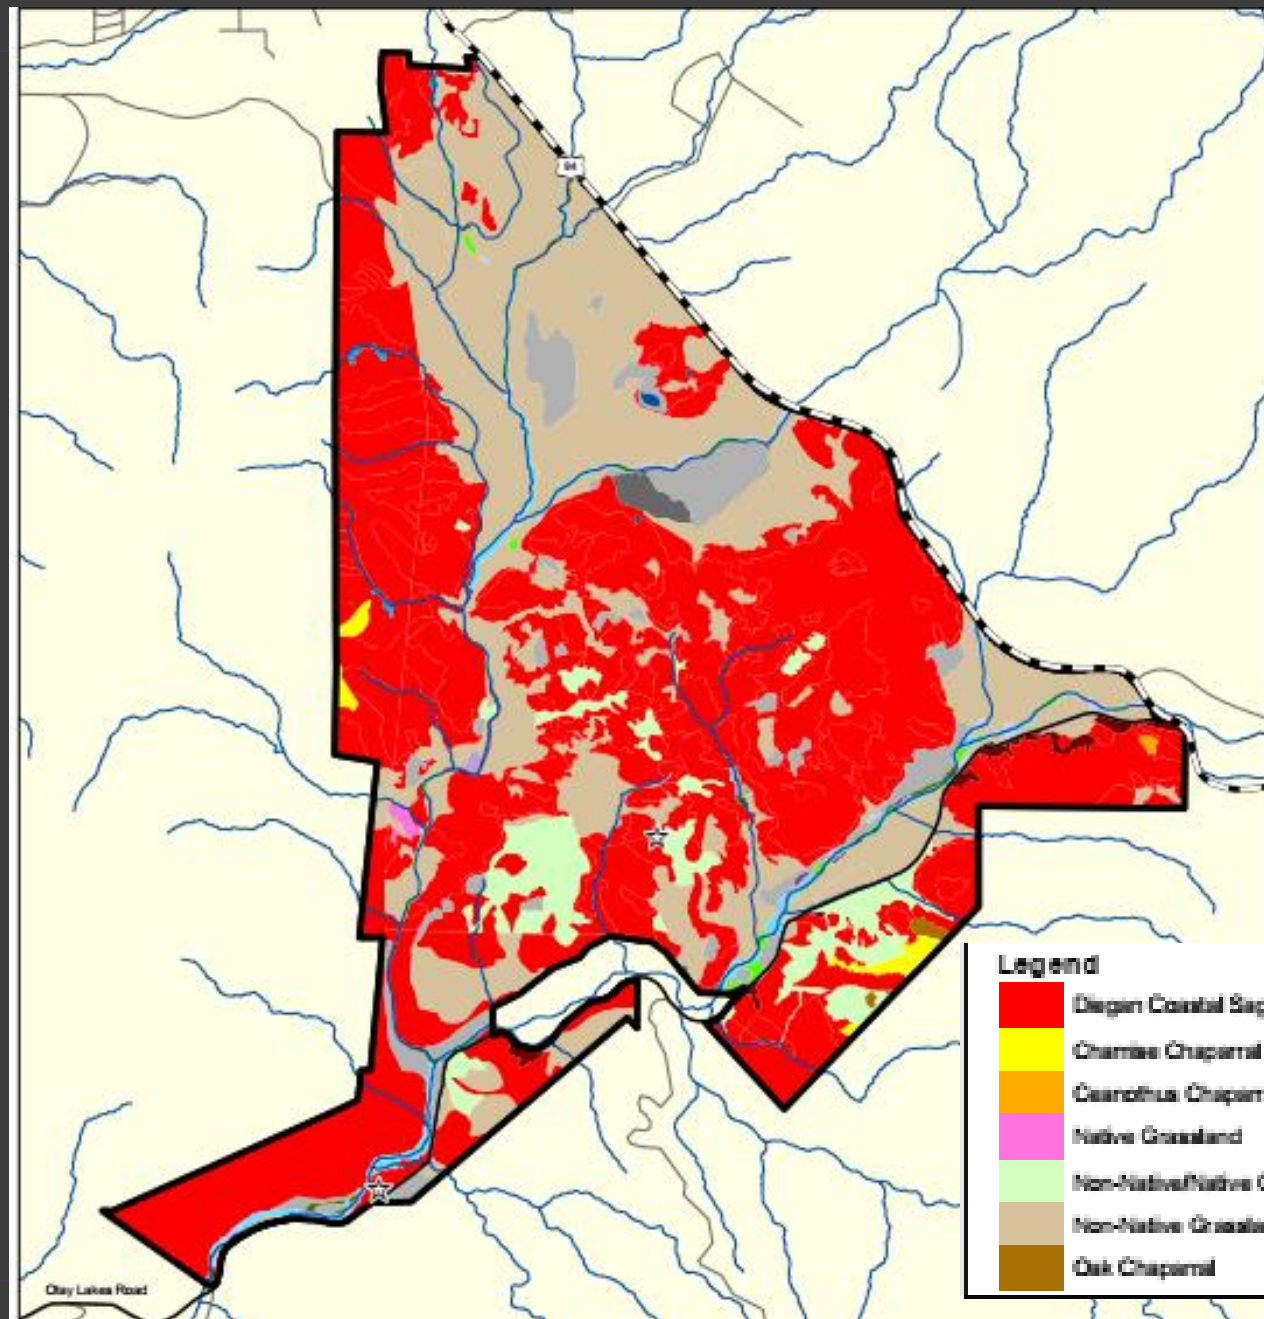 94
Legend
Diegan Coastal Sag
Chamise Chaparral
Ceanothus Chaparr
Native Grassland
Non-Native/Native G
Non-Native Grassla
Oak Chaparral
Otay Lakes Road